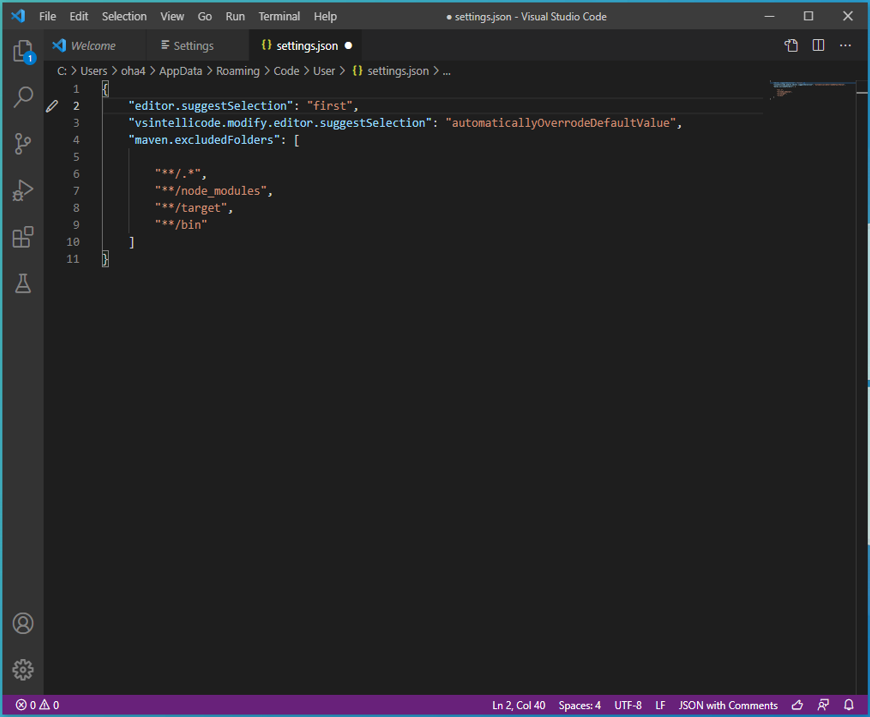 File Edit Selection View Go Run Terminal Help ● settings.json - Visual Studio Code
Welcome Settings {} settings.json ●
C: > Users > oha4 > AppData > Roaming > Code > User > {} settings.json > ...
1 {
2 "editor.suggestSelection": "first",
3 "vsintellicode.modify.editor.suggestSelection": "automaticallyOverrodeDefaultValue",
4 "maven.excludedFolders": [
5
6 "**/.*",
7 "**/node_modules",
8 "**/target",
9 "**/bin"
10 ]
11 }
1
0 0 Ln 2, Col 40 Spaces: 4 UTF-8 LF JSON with Comments